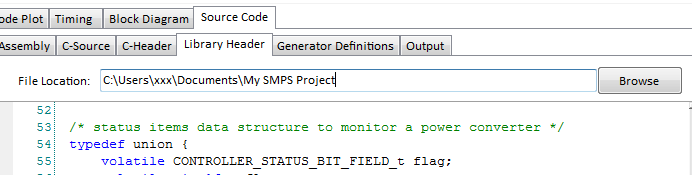 ode Plot Timing Block Diagram Source Code
Assembly C-Source C-Header Library Header Generator Definitions Output
File Location: C:\Users\xxx\Documents\My SMPS Project Browse
52
53 /* status items data structure to monitor a power converter */
54 typedef union {
55 volatile CONTROLLER_STATUS_BIT_FIELD_t flag;